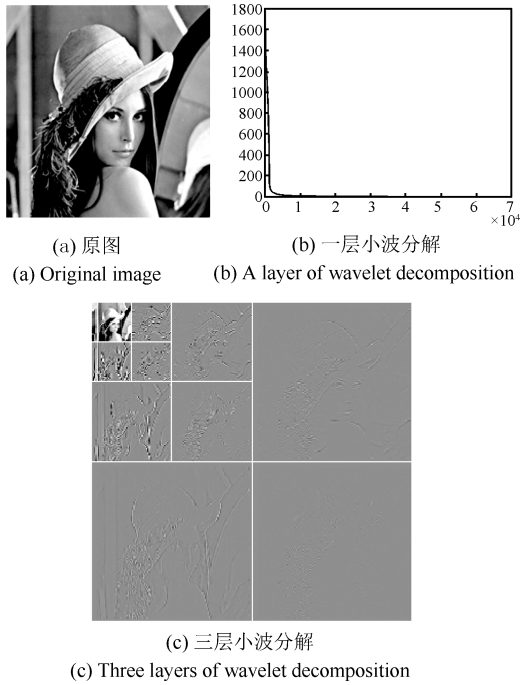 1800
1600
1400
1200
1000
800
600
400
200
0
0 1 2 3 4 5 6 7
×10⁴
(a) 原图
(a) Original image
(b) 一层小波分解
(b) A layer of wavelet decomposition
(c) 三层小波分解
(c) Three layers of wavelet decomposition